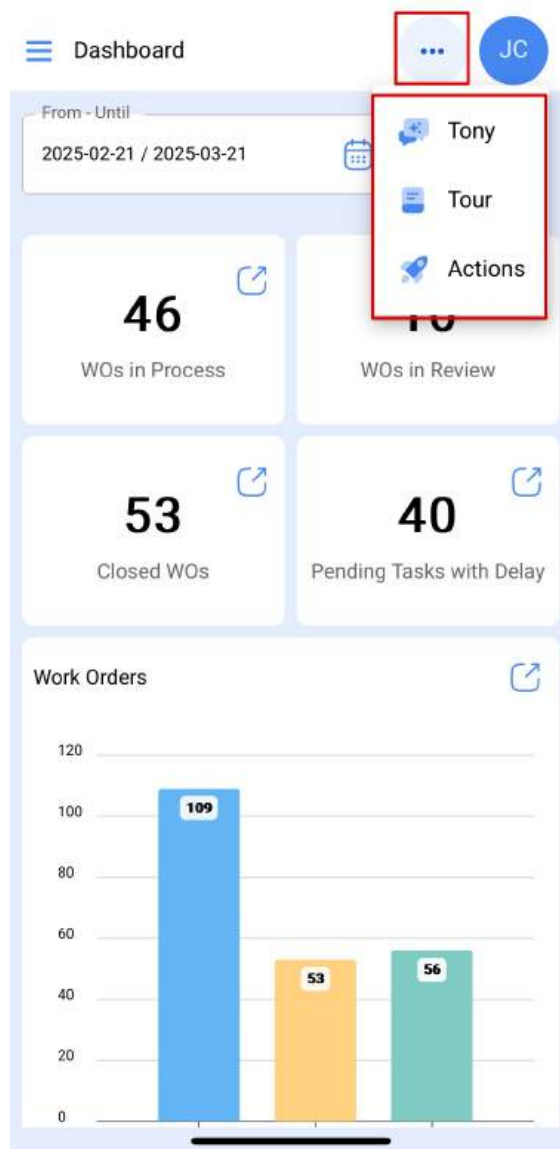 Dashboard
JC
From - Until
2025-02-21 / 2025-03-21
Tony
Tour
Actions
46
WOs in Process
WOs in Review
53
Closed WOs
40
Pending Tasks with Delay
Work Orders
120
100
80
60
40
20
0
109
53
56